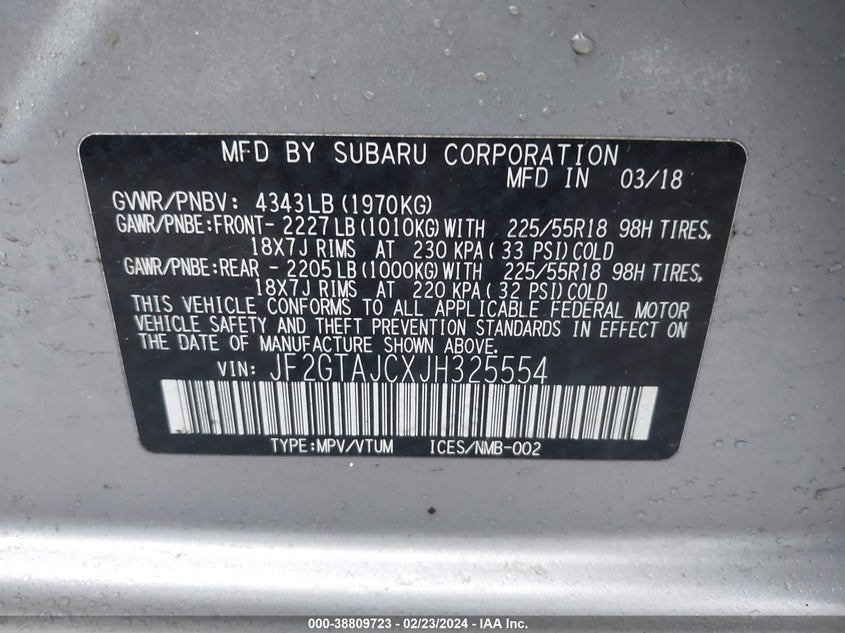 MFD BY SUBARU CORPORATION
MFD IN 03/18
GVWR/PNBV: 4343LB(1970KG)
GAWR/PNBE:FRONT- 2227LB(1010KG)WITH 225/55R18 98H TIRES,
18X7J RIMS AT 230 KPA( 33 PSI)COLD
GAWR/PNBE:REAR - 2205LB(1000KG)WITH 225/55R18 98H TIRES,
18X7J RIMS AT 220 KPA( 32 PSI)COLD
THIS VEHICLE CONFORMS TO ALL APPLICABLE FEDERAL MOTOR
VEHICLE SAFETY AND THEFT PREVENTION STANDARDS IN EFFECT ON
THE DATE OF MANUFACTURE SHOWN ABOVE.
VIN: JF2GTAJCXJH325554
TYPE:MPV/VTUM ICES/NMB-002
000-38809723 - 02/23/2024 - IAA Inc.